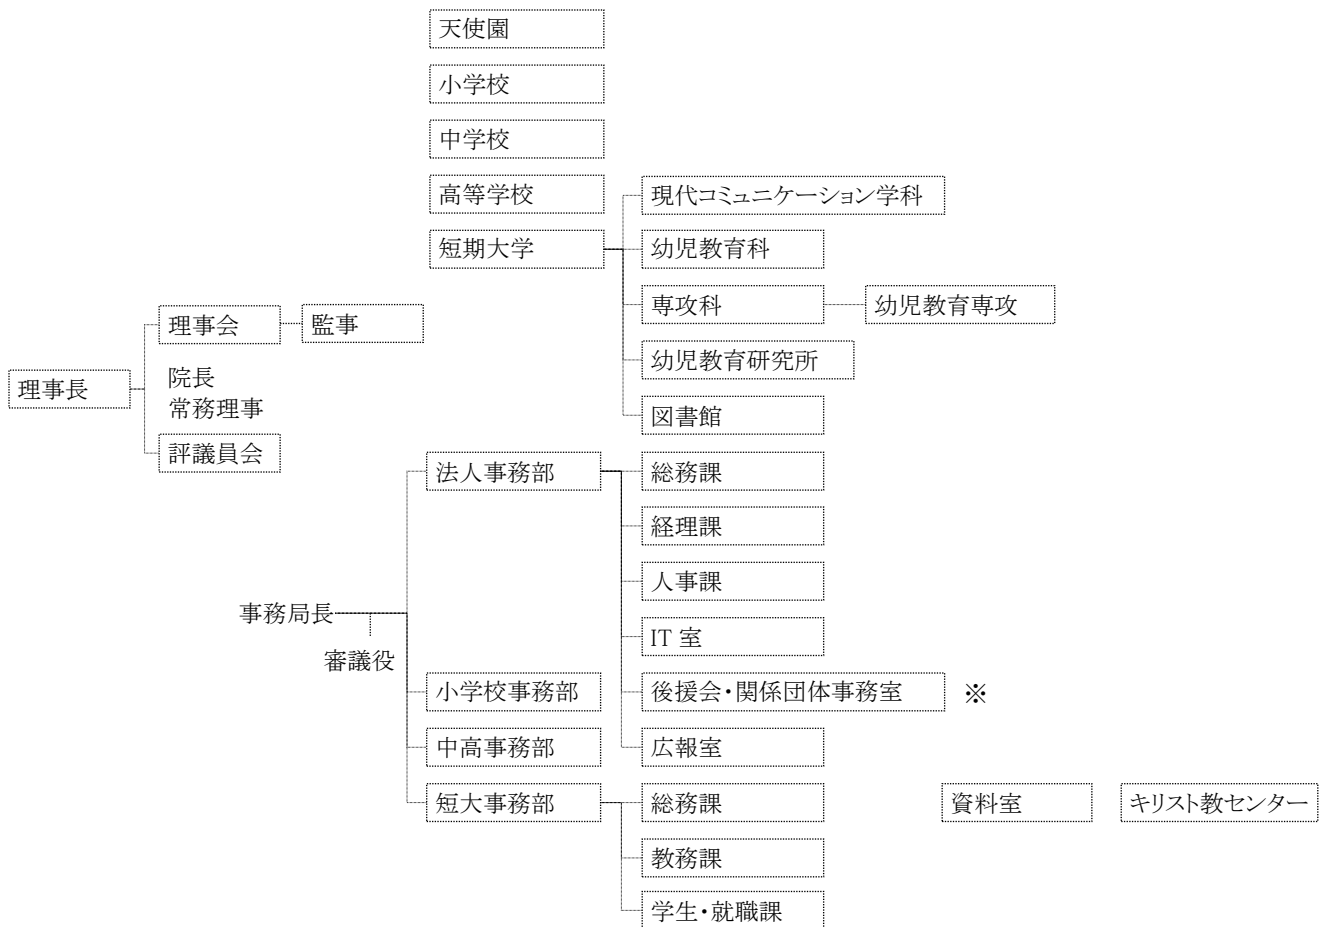 天使園
小学校
中学校
高等学校
現代コミュニケーション学科
短期大学
幼児教育科
専攻科
幼児教育専攻
理事会
監事
幼児教育研究所
理事長
院長
常務理事
図書館
評議員会
法人事務部
総務課
経理課
人事課
事務局長
IT 室
審議役
小学校事務部
後援会・関係団体事務室
※
中高事務部
広報室
短大事務部
総務課
資料室
キリスト教センター
教務課
学生・就職課